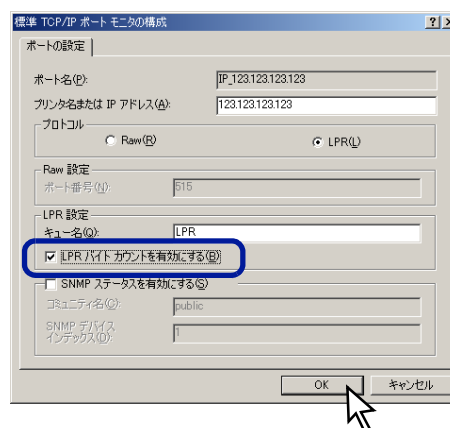 標準 TCP/IP ポート モニタの構成
ポートの設定
ポート名(P): IP_123.123.123.123
プリンタ名または IP アドレス(A): 123.123.123.123
プロトコル
Raw(R) LPR(L)
Raw 設定
ポート番号(N): 515
LPR 設定
キュー名(Q): LPR
LPR バイト カウントを有効にする(B)
SNMP ステータスを有効にする(S)
コミュニティ名(C): public
SNMP デバイス
インデックス(D): 1
OK キャンセル